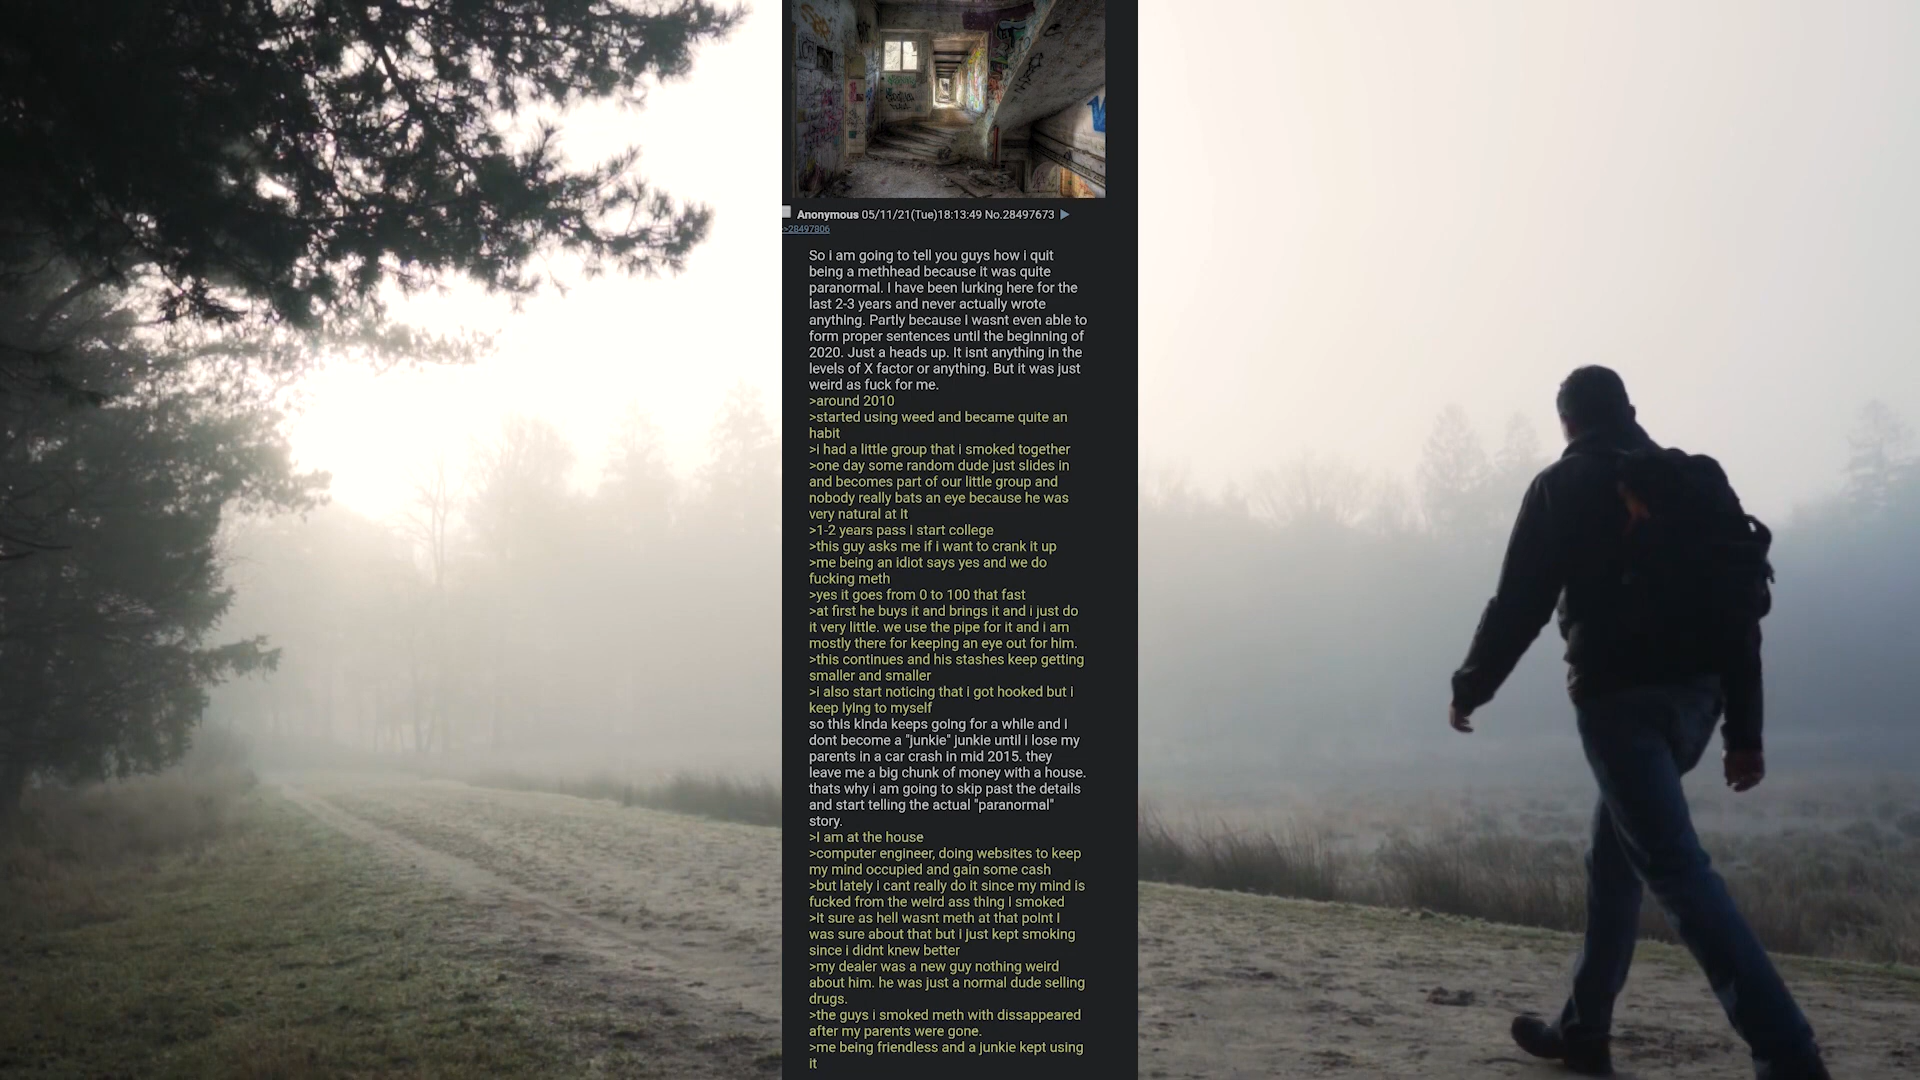 Anonymous 05/11/21(Tue)18:13:49 No.28497673 ▶
>>28497806
So i am going to tell you guys how i quit
being a methhead because it was quite
paranormal. I have been lurking here for the
last 2-3 years and never actually wrote
anything. Partly because I wasnt even able to
form proper sentences until the beginning of
2020. Just a heads up. It isnt anything in the
levels of X factor or anything. But it was just
weird as fuck for me.
>around 2010
>started using weed and became quite an
habit
>i had a little group that i smoked together
>one day some random dude just slides in
and becomes part of our little group and
nobody really bats an eye because he was
very natural at it
>1-2 years pass i start college
>this guy asks me if i want to crank it up
>me being an idiot says yes and we do
fucking meth
>yes it goes from 0 to 100 that fast
>at first he buys it and brings it and i just do
it very little. we use the pipe for it and i am
mostly there for keeping an eye out for him.
>this continues and his stashes keep getting
smaller and smaller
>i also start noticing that i got hooked but i
keep lying to myself
so this kinda keeps going for a while and i
dont become a "junkie" junkie until i lose my
parents in a car crash in mid 2015. they
leave me a big chunk of money with a house.
thats why i am going to skip past the details
and start telling the actual "paranormal"
story.
>I am at the house
>computer engineer, doing websites to keep
my mind occupied and gain some cash
>but lately i cant really do it since my mind is
fucked from the weird ass thing i smoked
>it sure as hell wasnt meth at that point I
was sure about that but i just kept smoking
since i didnt knew better
>my dealer was a new guy nothing weird
about him. he was just a normal dude selling
drugs.
>the guys i smoked meth with dissappeared
after my parents were gone.
>me being friendless and a junkie kept using
it